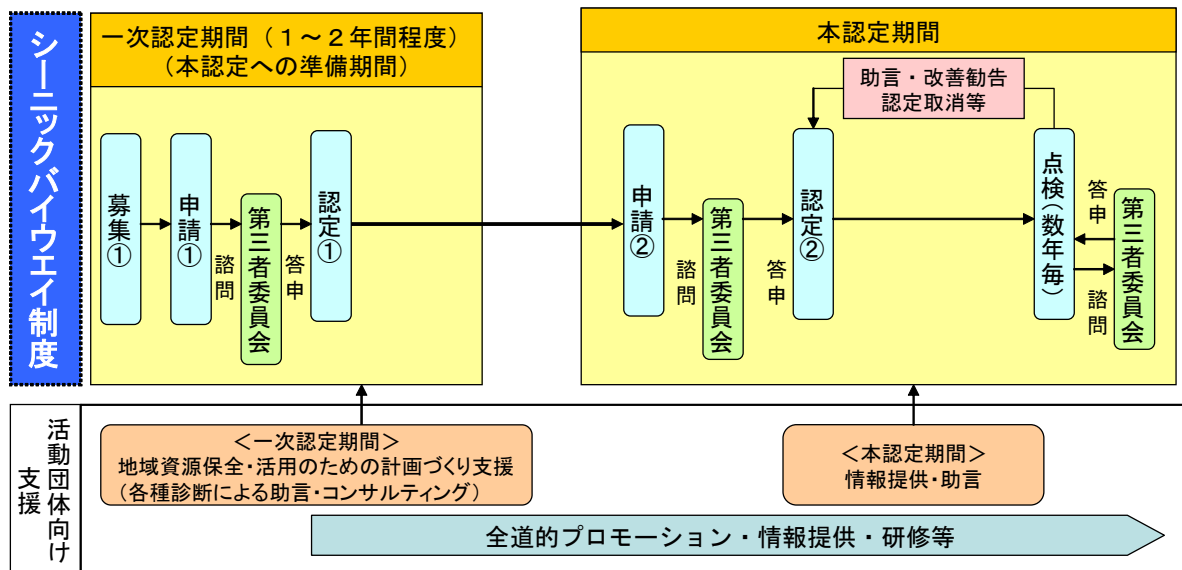 シーニックバイウエイ制度
一次認定期間(1~2年間程度)
(本認定への準備期間)
募集①
申請①
諮問
第三者委員会
答申
認定①
本認定期間
助言・改善勧告
認定取消等
申請②
諮問
第三者委員会
答申
認定②
点検(数年毎)
答申
諮問
第三者委員会
活動団体向け
支援
<一次認定期間>
地域資源保全・活用のための計画づくり支援
(各種診断による助言・コンサルティング)
<本認定期間>
情報提供・助言
全道的プロモーション・情報提供・研修等